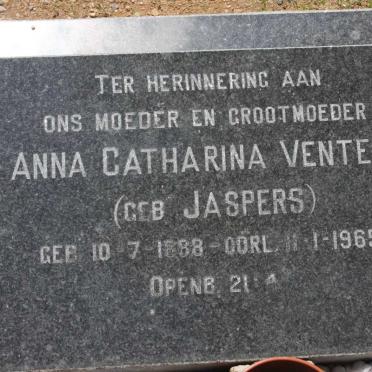 TER HERINNERING AAN
ONS MOEDER EN GROOTMOEDER
ANNA CATHARINA VENTE
(GEB JASPERS)
GEB 10-7-1888-OORL. 11-1-1965
OPENB. 21:4